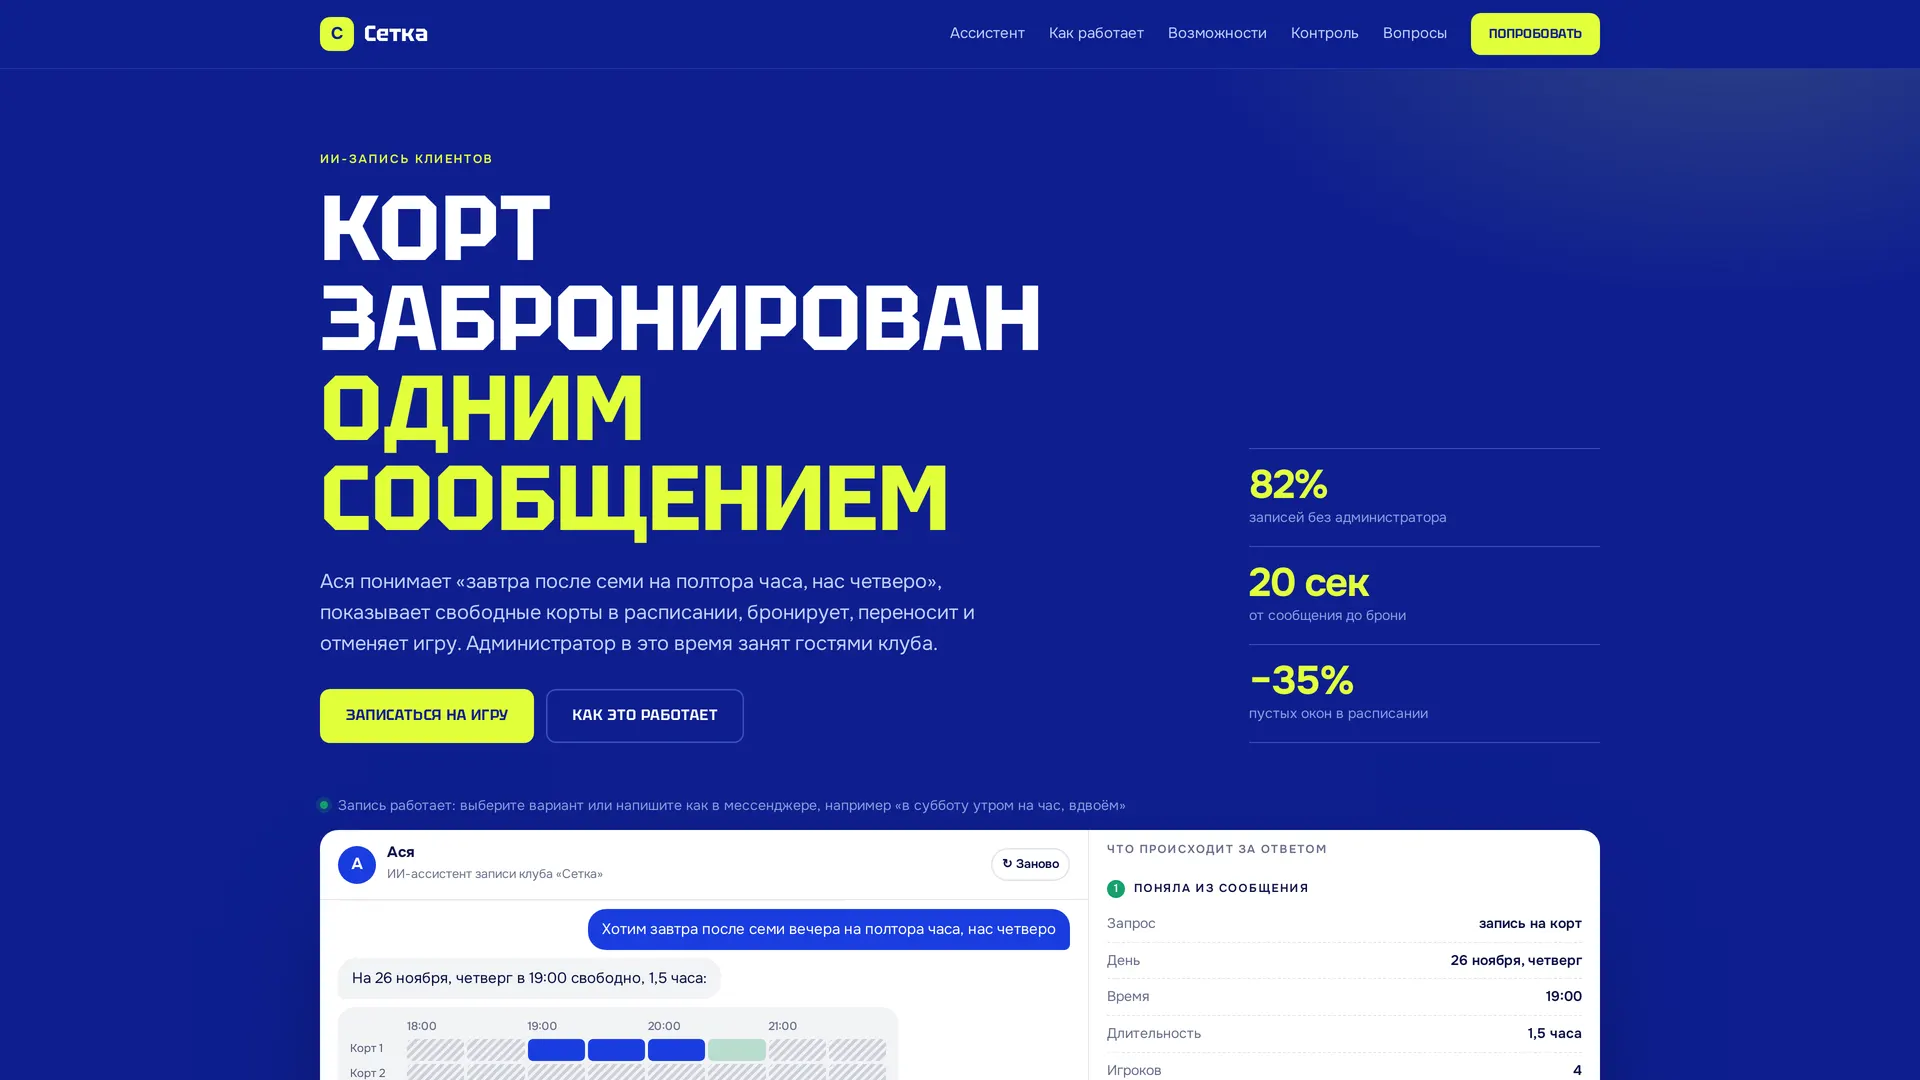 С Сетка
Ассистент Как работает Возможности Контроль Вопросы ПОПРОБОВАТЬ
ИИ-ЗАПИСЬ КЛИЕНТОВ
КОРТ
ЗАБРОНИРОВАН
ОДНИМ
СООБЩЕНИЕМ
Ася понимает «завтра после семи на полтора часа, нас четверо»,
показывает свободные корты в расписании, бронирует, переносит и
отменяет игру. Администратор в это время занят гостями клуба.
ЗАПИСАТЬСЯ НА ИГРУ КАК ЭТО РАБОТАЕТ
82%
записей без администратора
20 сек
от сообщения до брони
−35%
пустых окон в расписании
Запись работает: выберите вариант или напишите как в мессенджере, например «в субботу утром на час, вдвоём»
А Ася
ИИ-ассистент записи клуба «Сетка»
↻ Заново
Хотим завтра после семи вечера на полтора часа, нас четверо
На 26 ноября, четверг в 19:00 свободно, 1,5 часа:
18:00 19:00 20:00 21:00
Корт 1
Корт 2
ЧТО ПРОИСХОДИТ ЗА ОТВЕТОМ
1 ПОНЯЛА ИЗ СООБЩЕНИЯ
Запрос запись на корт
День 26 ноября, четверг
Время 19:00
Длительность 1,5 часа
Игроков 4